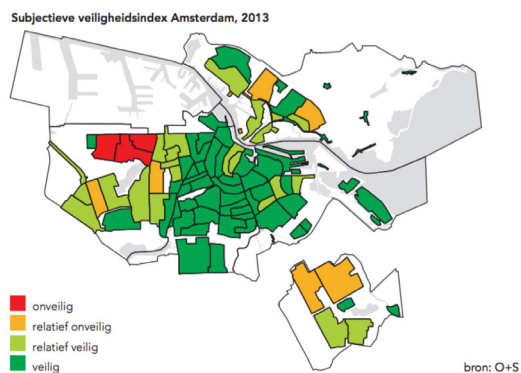 Subjectieve veiligheidsindex Amsterdam, 2013
onveilig
relatief onveilig
relatief veilig
veilig
bron: O+S